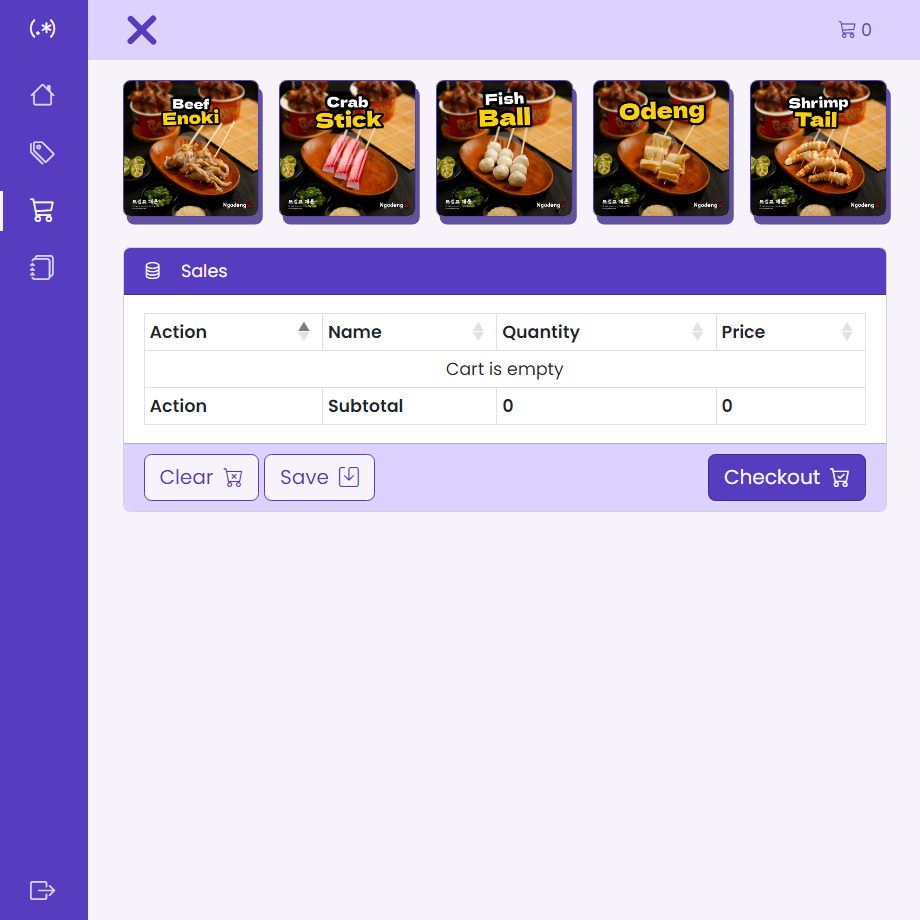 (.*)
0
Beef
Enoki
Ngodeng
Crab
Stick
Ngodeng
Fish
Ball
Ngodeng
Odeng
Ngodeng
Shrimp
Tail
Ngodeng
Sales
Action Name Quantity Price
Cart is empty
Action Subtotal 0 0
Clear Save Checkout